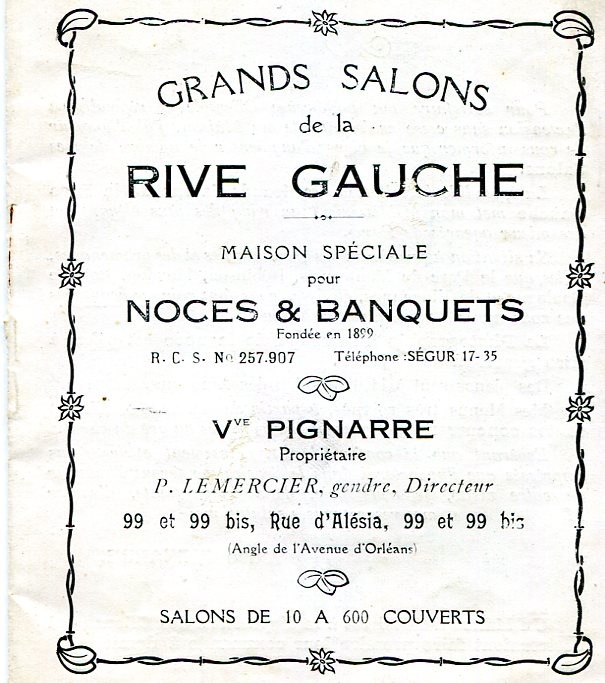 GRANDS SALONS
de la
RIVE GAUCHE
MAISON SPÉCIALE
pour
NOCES & BANQUETS
Fondée en 1899
R. C. S. No 257.907 Téléphone : SÉGUR 17-35
Vve PIGNARRE
Propriétaire
P. LEMERCIER, gendre, Directeur
99 et 99 bis, Rue d'Alésia, 99 et 99 bis
(Angle de l'Avenue d'Orléans)
SALONS DE 10 A 600 COUVERTS